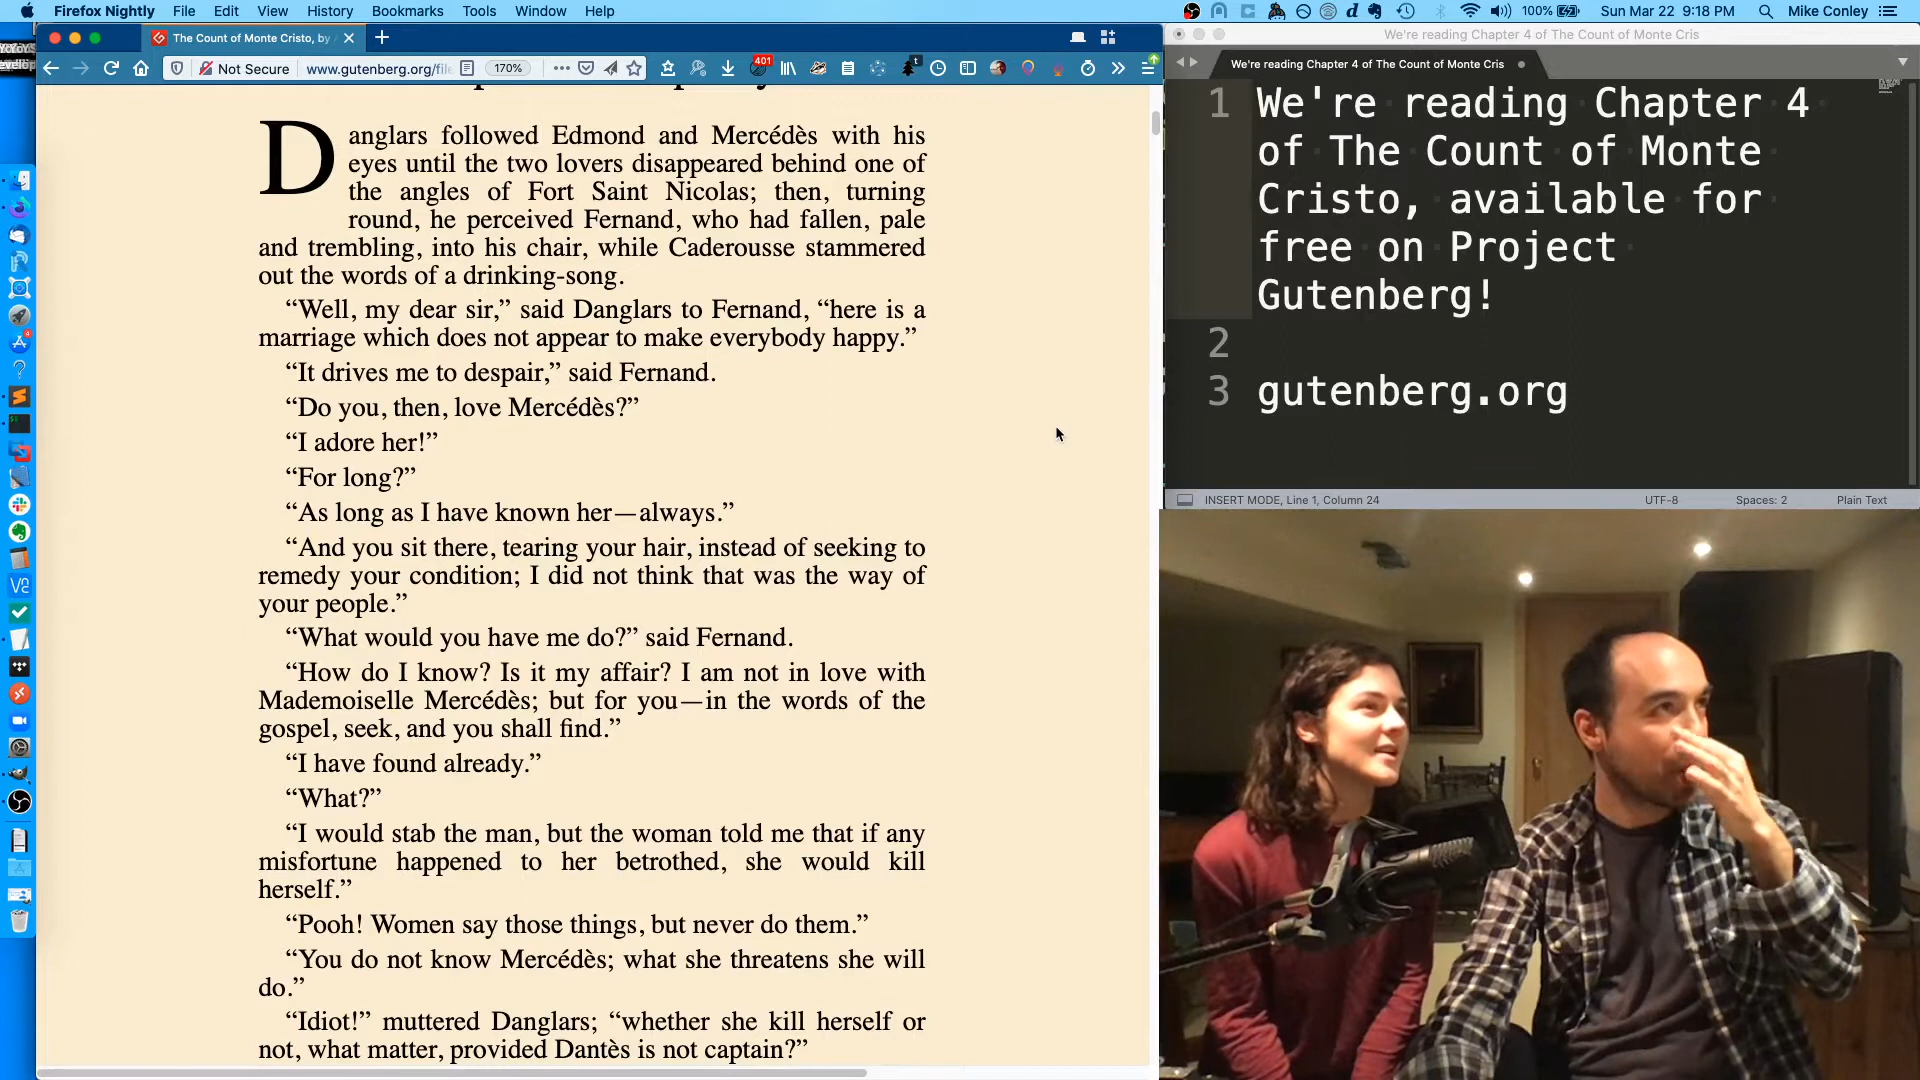 Firefox Nightly File Edit View History Bookmarks Tools Window Help
100% Sun Mar 22 9:18 PM Mike Conley
The Count of Monte Cristo, by
Not Secure www.gutenberg.org/file 170% 401
Danglars followed Edmond and Mercédès with his
eyes until the two lovers disappeared behind one of
the angles of Fort Saint Nicolas; then, turning
round, he perceived Fernand, who had fallen, pale
and trembling, into his chair, while Caderousse stammered
out the words of a drinking-song.
“Well, my dear sir,” said Danglars to Fernand, “here is a
marriage which does not appear to make everybody happy.”
“It drives me to despair,” said Fernand.
“Do you, then, love Mercédès?”
“I adore her!”
“For long?”
“As long as I have known her—always.”
“And you sit there, tearing your hair, instead of seeking to
remedy your condition; I did not think that was the way of
your people.”
“What would you have me do?” said Fernand.
“How do I know? Is it my affair? I am not in love with
Mademoiselle Mercédès; but for you—in the words of the
gospel, seek, and you shall find.”
“I have found already.”
“What?”
“I would stab the man, but the woman told me that if any
misfortune happened to her betrothed, she would kill
herself.”
“Pooh! Women say those things, but never do them.”
“You do not know Mercédès; what she threatens she will
do.”
“Idiot!” muttered Danglars; “whether she kill herself or
not, what matter, provided Dantès is not captain?”
We're reading Chapter 4 of The Count of Monte Cris
We're reading Chapter 4 of The Count of Monte Cris
1 We're reading Chapter 4
of The Count of Monte
Cristo, available for
free on Project
Gutenberg!
2
3 gutenberg.org
INSERT MODE, Line 1, Column 24 UTF-8 Spaces: 2 Plain Text